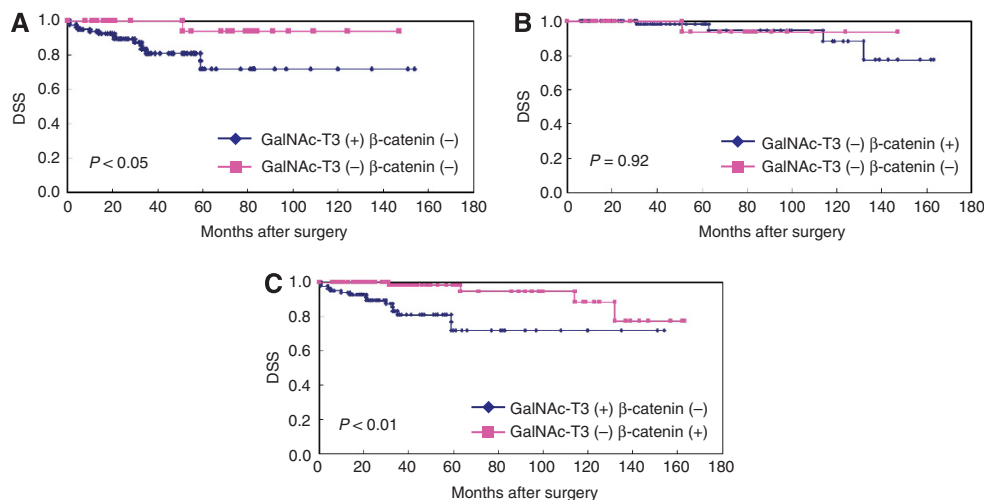 A
1.0
0.8
0.6
0.4
0.2
0.0
DSS
GalNAc-T3 (+) β-catenin (–)
GalNAc-T3 (–) β-catenin (–)
P < 0.05
0 20 40 60 80 100 120 140 160 180
Months after surgery
B
1.0
0.8
0.6
0.4
0.2
0.0
DSS
GalNAc-T3 (–) β-catenin (+)
GalNAc-T3 (–) β-catenin (–)
P = 0.92
0 20 40 60 80 100 120 140 160 180
Months after surgery
C
1.0
0.8
0.6
0.4
0.2
0.0
DSS
GalNAc-T3 (+) β-catenin (–)
GalNAc-T3 (–) β-catenin (+)
P < 0.01
0 20 40 60 80 100 120 140 160 180
Months after surgery